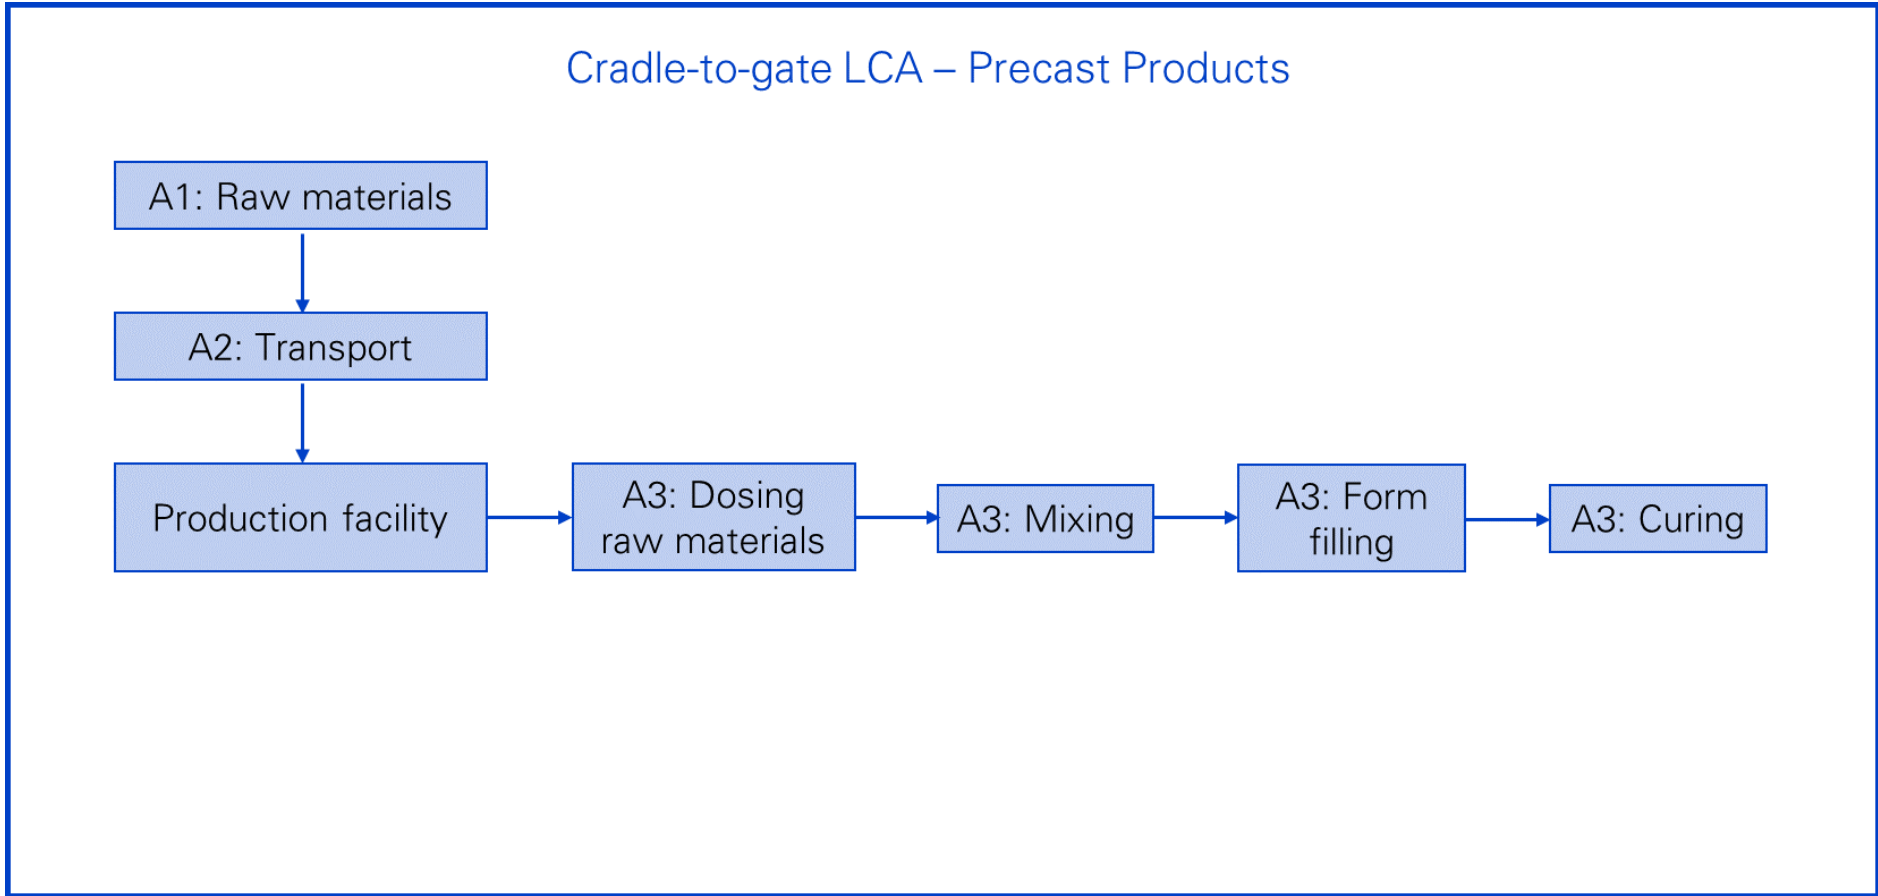 Cradle-to-gate LCA – Precast Products
A1: Raw materials
A2: Transport
Production facility
A3: Dosing
raw materials
A3: Mixing
A3: Form
filling
A3: Curing